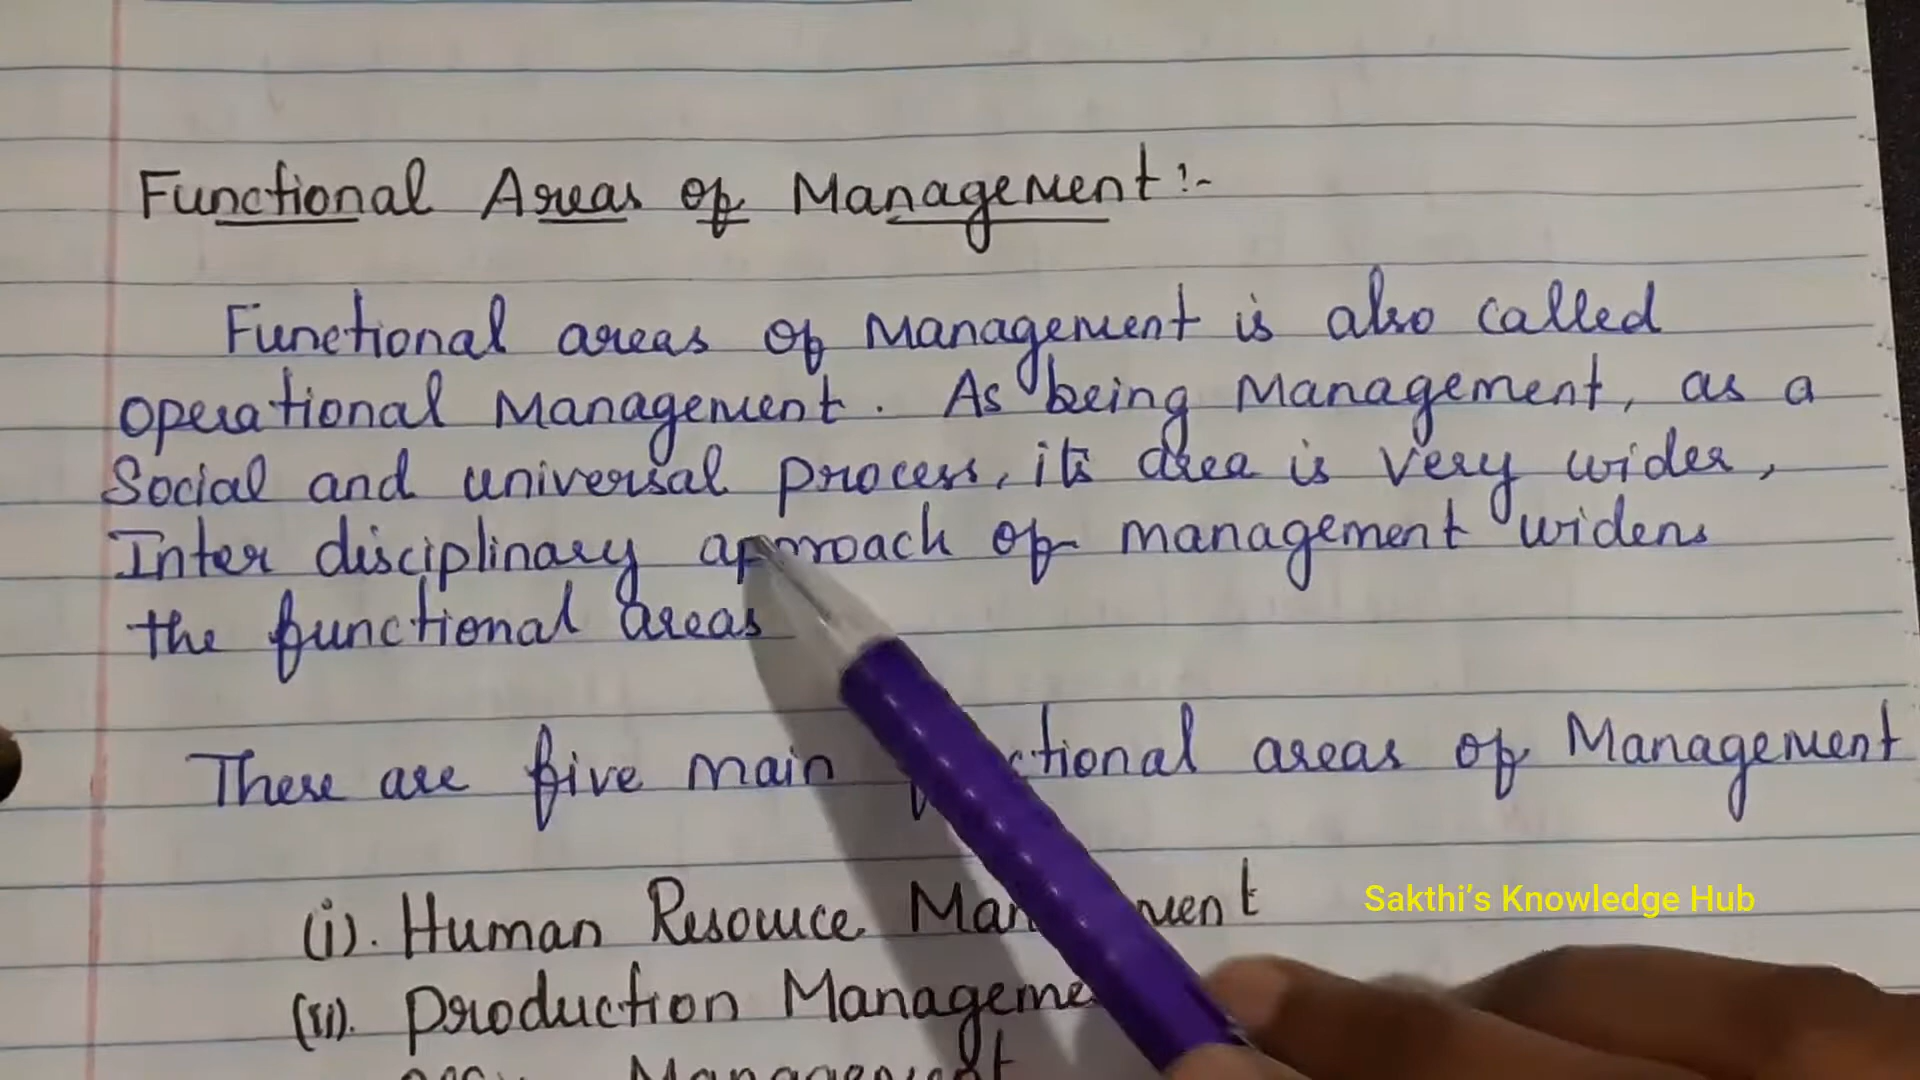 Functional Areas of Management:-
Functional areas of Management is also called
Operational Management. As being Management, as a
Social and universal process, its area is very wider,
Inter disciplinary approach of management widens
the functional areas
There are five main functional areas of Management
(i). Human Resource Management
(ii). Production Management
Management
Sakthi's Knowledge Hub